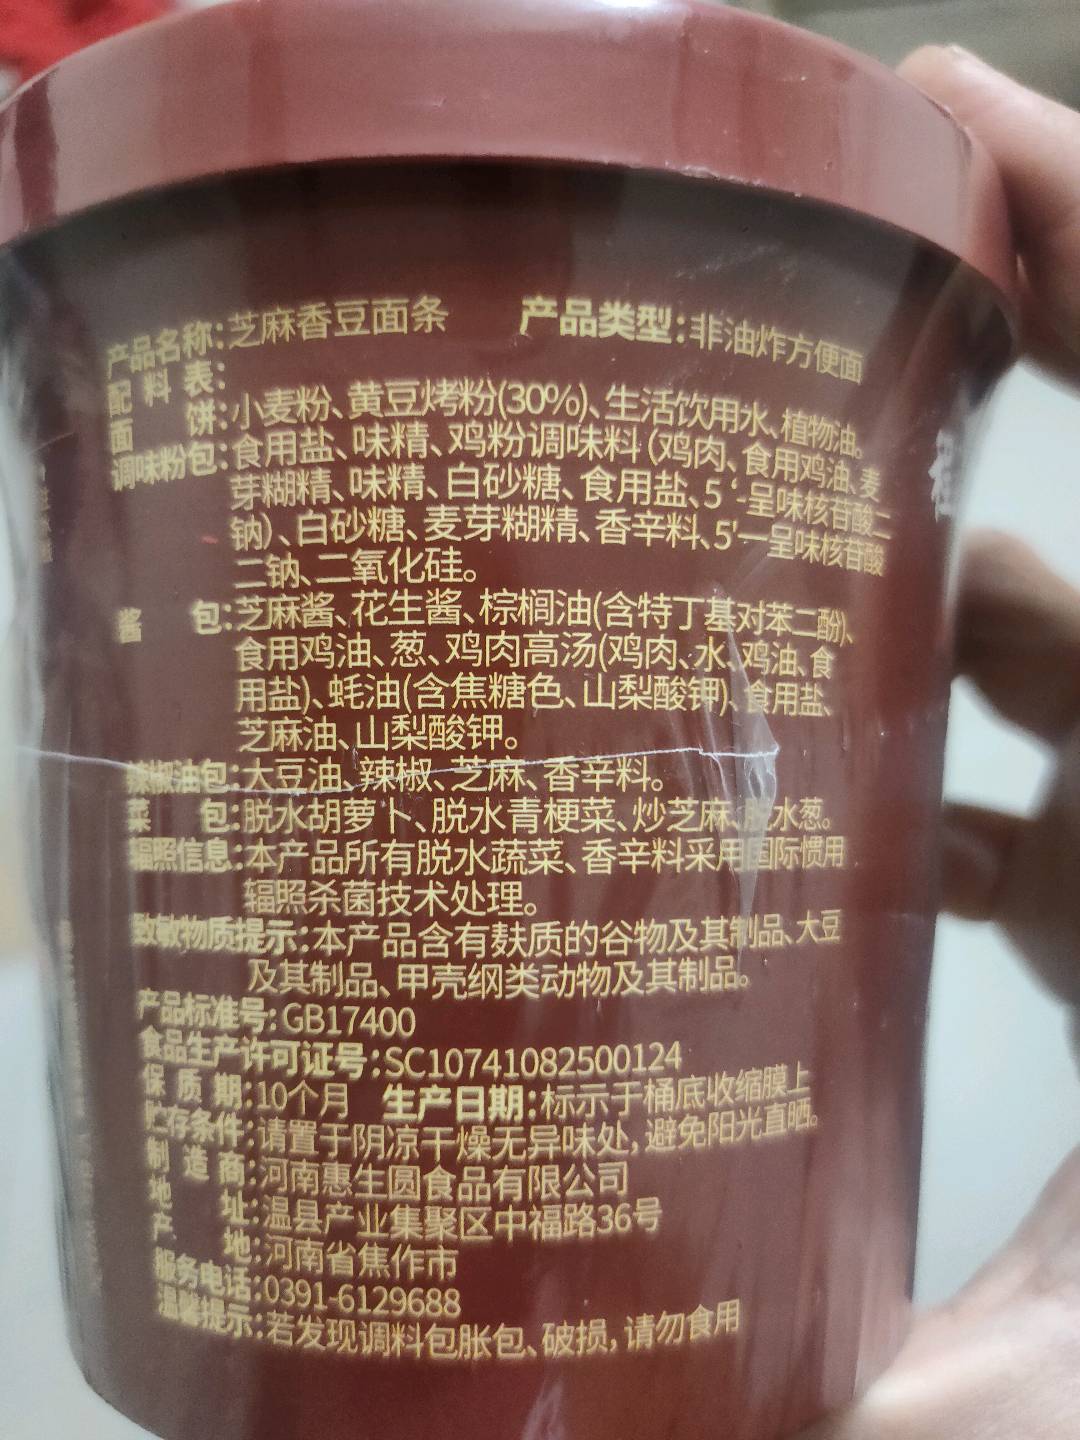 产品名称:芝麻香豆面条 产品类型:非油炸方便面
配料表:
面饼:小麦粉、黄豆烤粉(30%)、生活饮用水、植物油。
调味粉包:食用盐、味精、鸡粉调味料(鸡肉、食用鸡油、麦
芽糊精、味精、白砂糖、食用盐、5'-呈味核苷酸二
钠)、白砂糖、麦芽糊精、香辛料、5'一呈味核苷酸
二钠、二氧化硅。
酱包:芝麻酱、花生酱、棕榈油(含特丁基对苯二酚)、
食用鸡油、葱、鸡肉高汤(鸡肉、水、鸡油、食
用盐)、蚝油(含焦糖色、山梨酸钾)、食用盐、
芝麻油、山梨酸钾。
辣椒油包:大豆油、辣椒、芝麻、香辛料。
菜包:脱水胡萝卜、脱水青梗菜、炒芝麻、脱水葱。
辐照信息:本产品所有脱水蔬菜、香辛料采用国际惯用
辐照杀菌技术处理。
致敏物质提示:本产品含有麸质的谷物及其制品、大豆
及其制品、甲壳纲类动物及其制品。
产品标准号:GB17400
食品生产许可证号:SC10741082500124
保质期:10个月 生产日期:标示于桶底收缩膜上
贮存条件:请置于阴凉干燥无异味处,避免阳光直晒。
制造商:河南惠生圆食品有限公司
地址:温县产业集聚区中福路36号
产地:河南省焦作市
服务电话:0391-6129688
温馨提示:若发现调料包胀包、破损,请勿食用